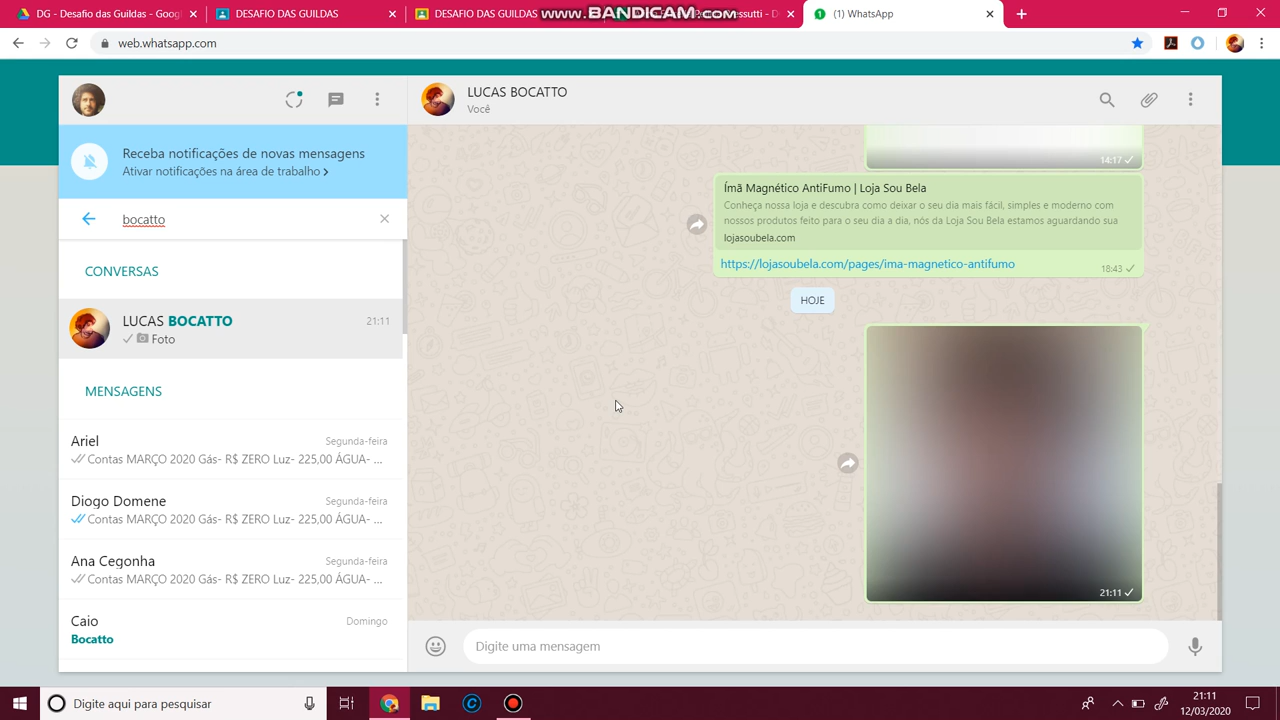 DG - Desafio das Guildas - Googl
DESAFIO DAS GUILDAS
DESAFIO DAS GUILDAS
essutti - D
(1) WhatsApp
www.BANDICAM.com
web.whatsapp.com
LUCAS BOCATTO
Você
Receba notificações de novas mensagens
Ativar notificações na área de trabalho >
bocatto
CONVERSAS
LUCAS BOCATTO
21:11
Foto
MENSAGENS
Ariel
Segunda-feira
Contas MARÇO 2020 Gás- R$ ZERO Luz- 225,00 ÁGUA- ...
Diogo Domene
Segunda-feira
Contas MARÇO 2020 Gás- R$ ZERO Luz- 225,00 ÁGUA- ...
Ana Cegonha
Segunda-feira
Contas MARÇO 2020 Gás- R$ ZERO Luz- 225,00 ÁGUA- ...
Caio
Domingo
Bocatto
14:17
Ímã Magnético AntiFumo | Loja Sou Bela
Conheça nossa loja e descubra como deixar o seu dia mais fácil, simples e moderno com
nossos produtos feito para o seu dia a dia, nós da Loja Sou Bela estamos aguardando sua
lojasoubela.com
https://lojasoubela.com/pages/ima-magnetico-antifumo
18:43
HOJE
21:11
Digite uma mensagem
Digite aqui para pesquisar
21:11
12/03/2020